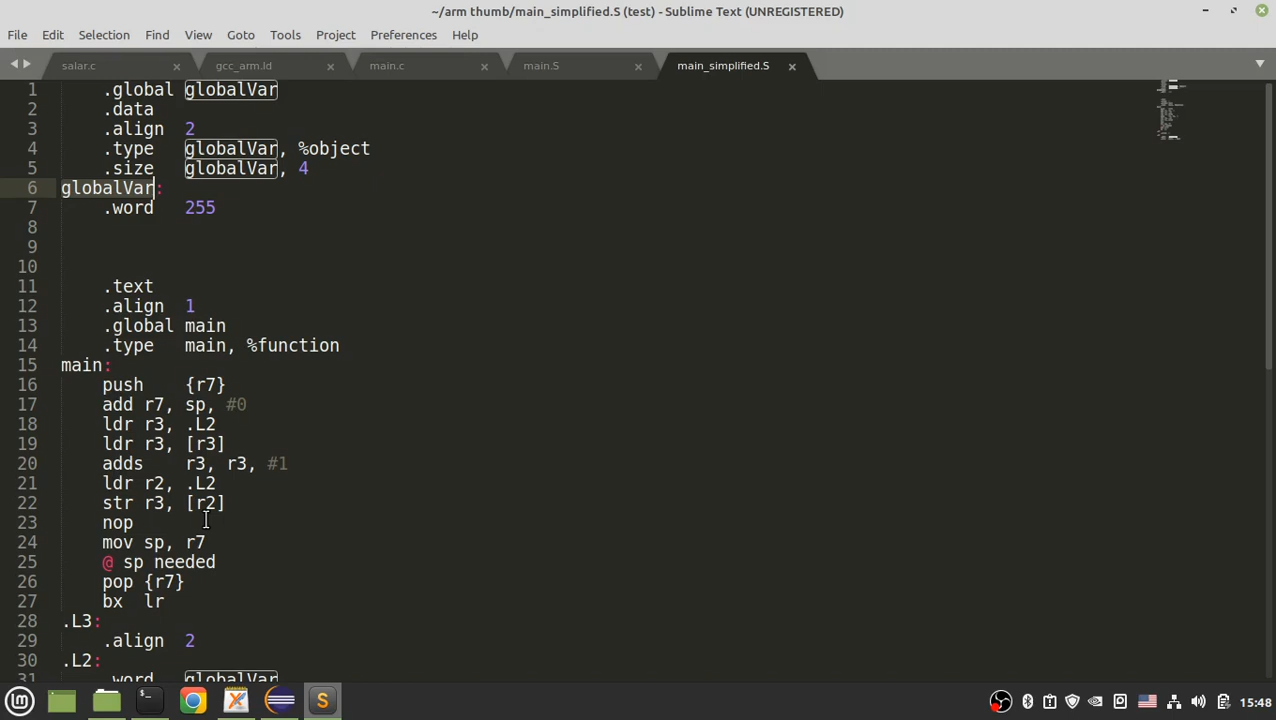 ~/arm thumb/main_simplified.S (test) - Sublime Text (UNREGISTERED)
File Edit Selection Find View Goto Tools Project Preferences Help
salar.c gcc_arm.ld main.c main.S main_simplified.S
1 .global globalVar
2 .data
3 .align 2
4 .type globalVar, %object
5 .size globalVar, 4
6 globalVar:
7 .word 255
8
9
10
11 .text
12 .align 1
13 .global main
14 .type main, %function
15 main:
16 push {r7}
17 add r7, sp, #0
18 ldr r3, .L2
19 ldr r3, [r3]
20 adds r3, r3, #1
21 ldr r2, .L2
22 str r3, [r2]
23 nop
24 mov sp, r7
25 @ sp needed
26 pop {r7}
27 bx lr
28 .L3:
29 .align 2
30 .L2:
31 .word globalVar
15:48